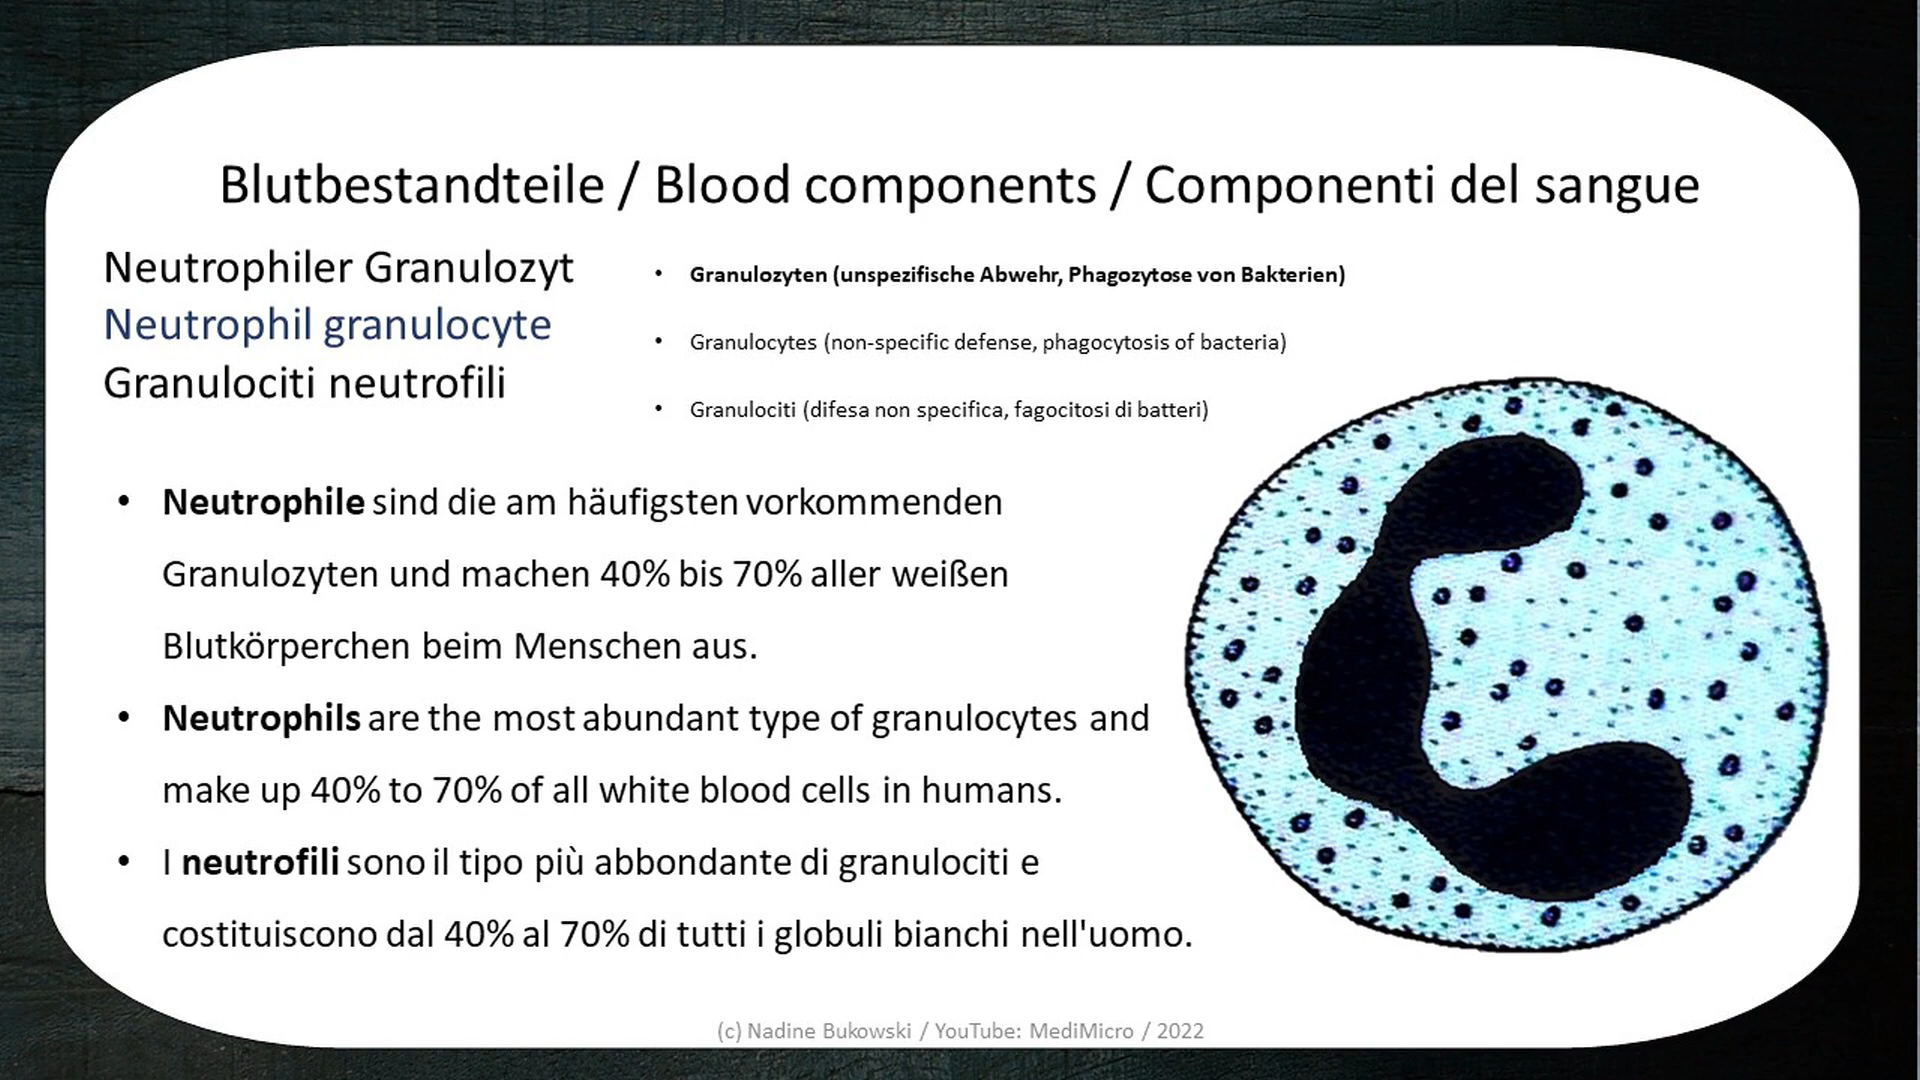 Blutbestandteile / Blood components / Componenti del sangue
Neutrophiler Granulozyt
Neutrophil granulocyte
Granulociti neutrofili
• Granulozyten (unspezifische Abwehr, Phagozytose von Bakterien)
• Granulocytes (non-specific defense, phagocytosis of bacteria)
• Granulociti (difesa non specifica, fagocitosi di batteri)
• Neutrophile sind die am häufigsten vorkommenden
Granulozyten und machen 40% bis 70% aller weißen
Blutkörperchen beim Menschen aus.
• Neutrophils are the most abundant type of granulocytes and
make up 40% to 70% of all white blood cells in humans.
• I neutrofili sono il tipo più abbondante di granulociti e
costituiscono dal 40% al 70% di tutti i globuli bianchi nell'uomo.
(c) Nadine Bukowski / YouTube: MediMicro / 2022